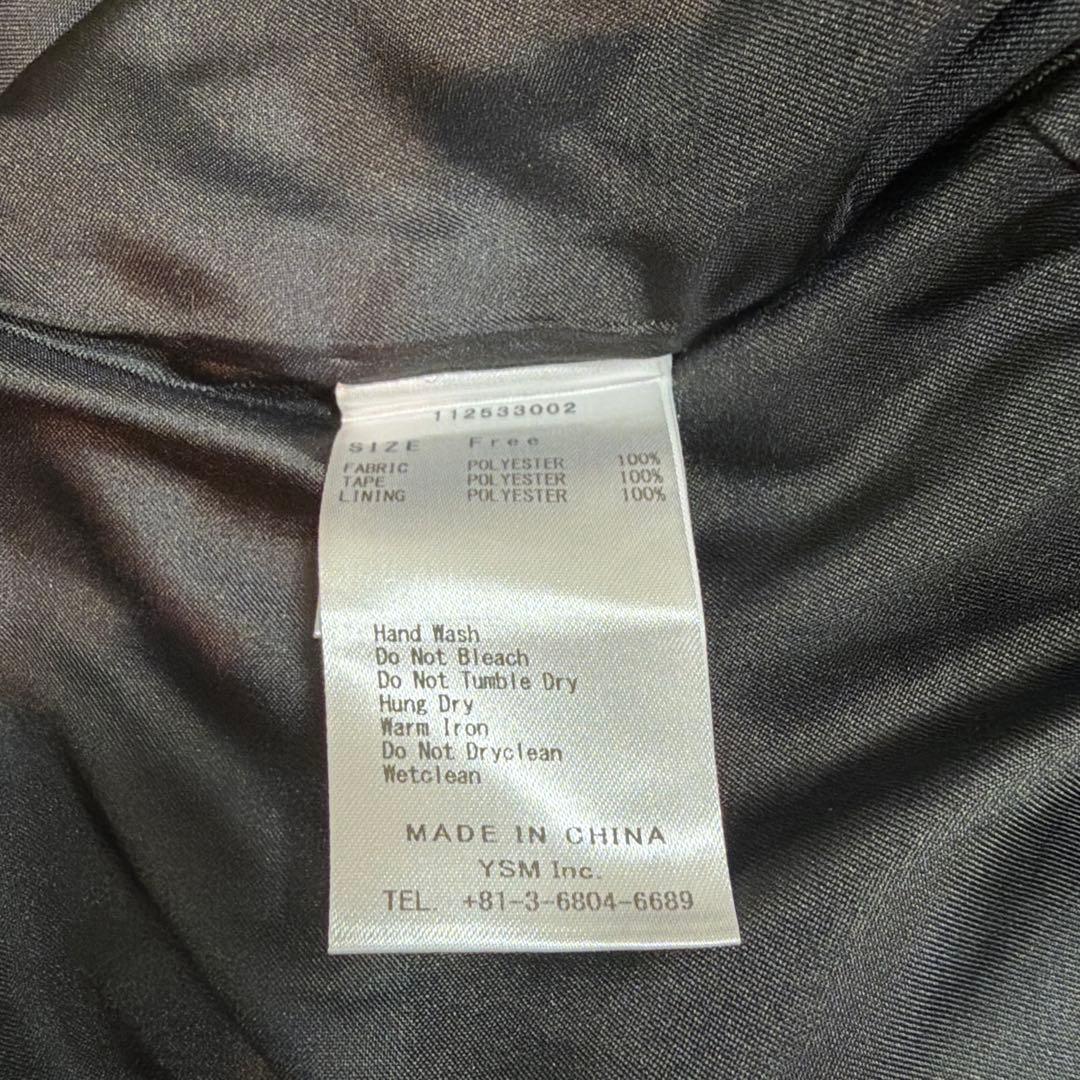 112533002
SIZE Free
FABRIC POLYESTER 100%
TAPE POLYESTER 100%
LINING POLYESTER 100%
Hand Wash
Do Not Bleach
Do Not Tumble Dry
Hung Dry
Warm Iron
Do Not Dryclean
Wetclean
MADE IN CHINA
YSM Inc.
TEL. +81-3-6804-6689